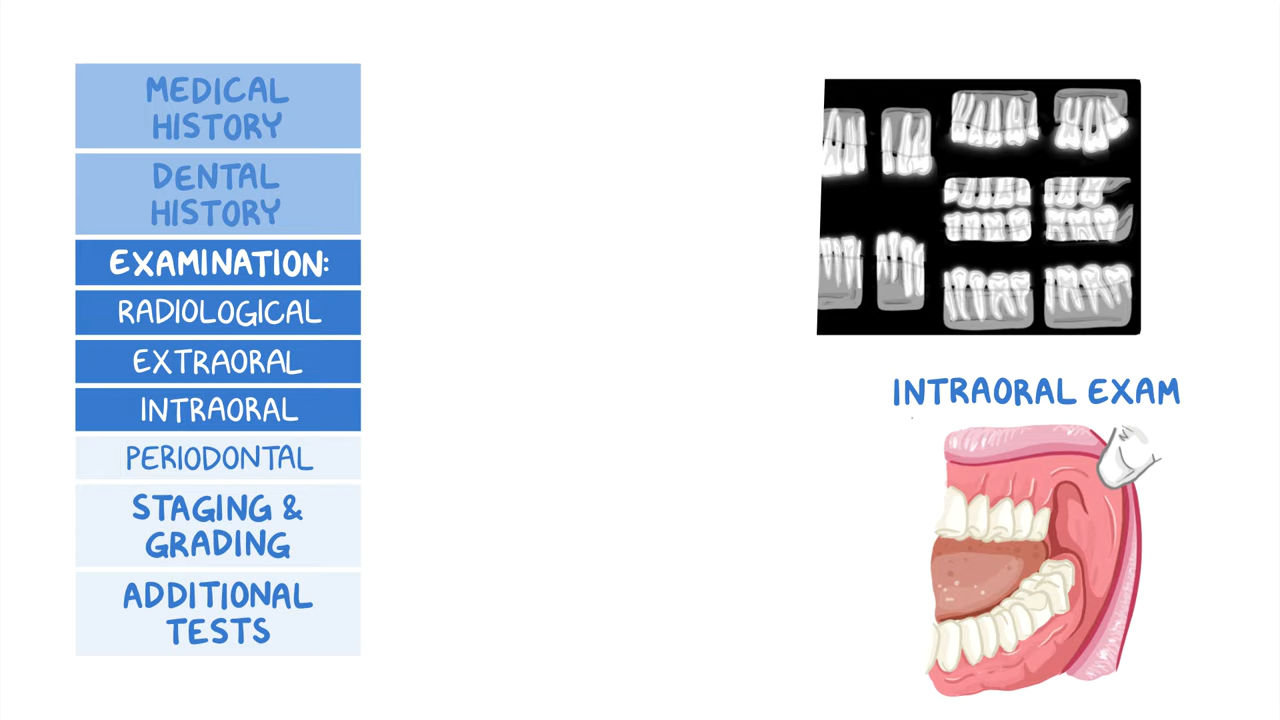 MEDICAL
HISTORY
DENTAL
HISTORY
EXAMINATION:
RADIOLOGICAL
EXTRAORAL
INTRAORAL
PERIODONTAL
STAGING &
GRADING
ADDITIONAL
TESTS
INTRAORAL EXAM